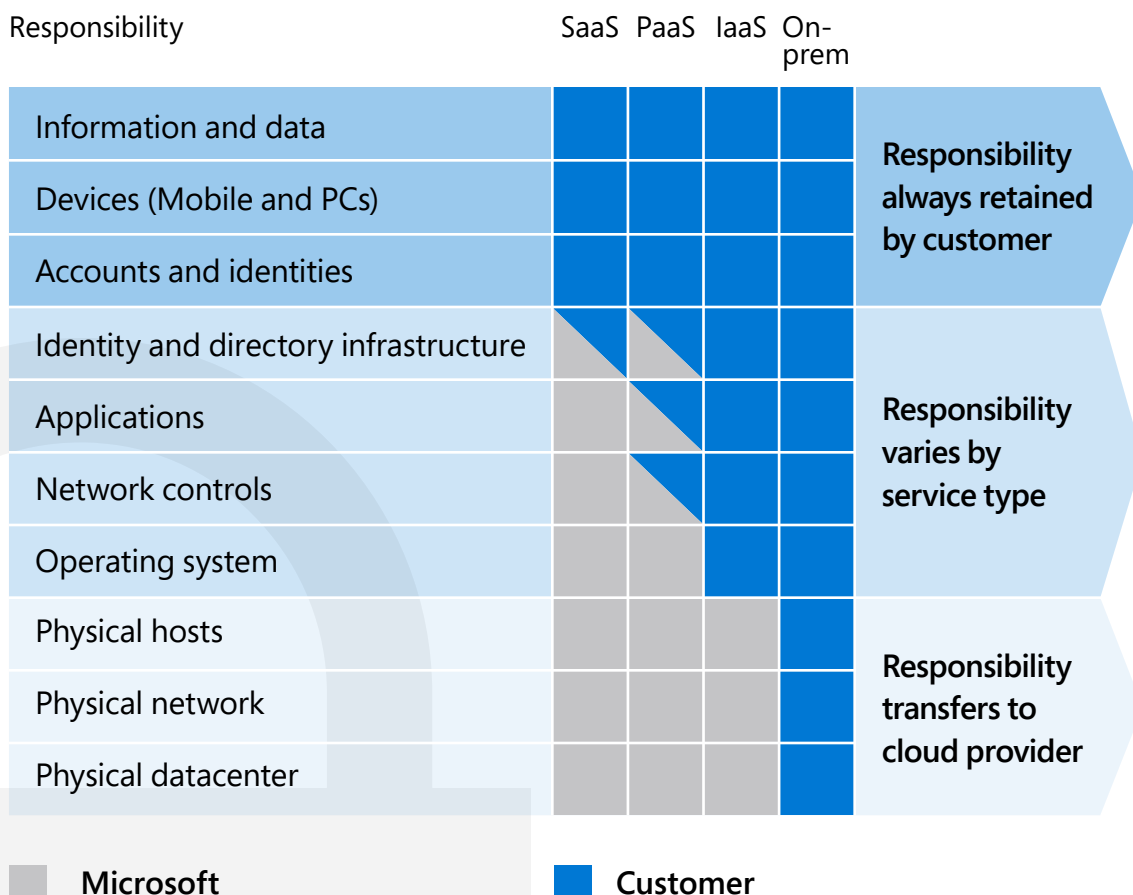 Responsibility SaaS PaaS IaaS On-
prem
Information and data
Devices (Mobile and PCs)
Accounts and identities
Responsibility
always retained
by customer
Identity and directory infrastructure
Applications
Network controls
Operating system
Responsibility
varies by
service type
Physical hosts
Physical network
Physical datacenter
Responsibility
transfers to
cloud provider
Microsoft Customer